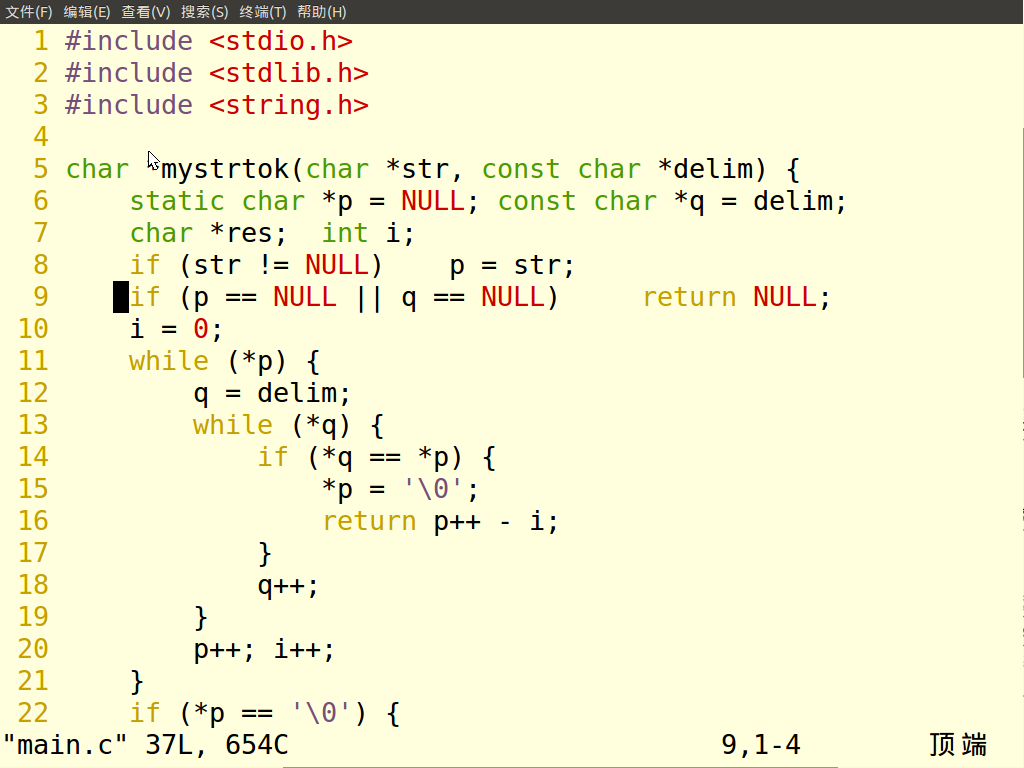 文件(F) 编辑(E) 查看(V) 搜索(S) 终端(T) 帮助(H)
1 #include <stdio.h>
2 #include <stdlib.h>
3 #include <string.h>
4
5 char *mystrtok(char *str, const char *delim) {
6     static char *p = NULL; const char *q = delim;
7     char *res;  int i;
8     if (str != NULL)    p = str;
9     if (p == NULL || q == NULL)     return NULL;
10     i = 0;
11     while (*p) {
12         q = delim;
13         while (*q) {
14             if (*q == *p) {
15                 *p = '\0';
16                 return p++ - i;
17             }
18             q++;
19         }
20         p++; i++;
21     }
22     if (*p == '\0') {
"main.c" 37L, 654C 9,1-4 顶端